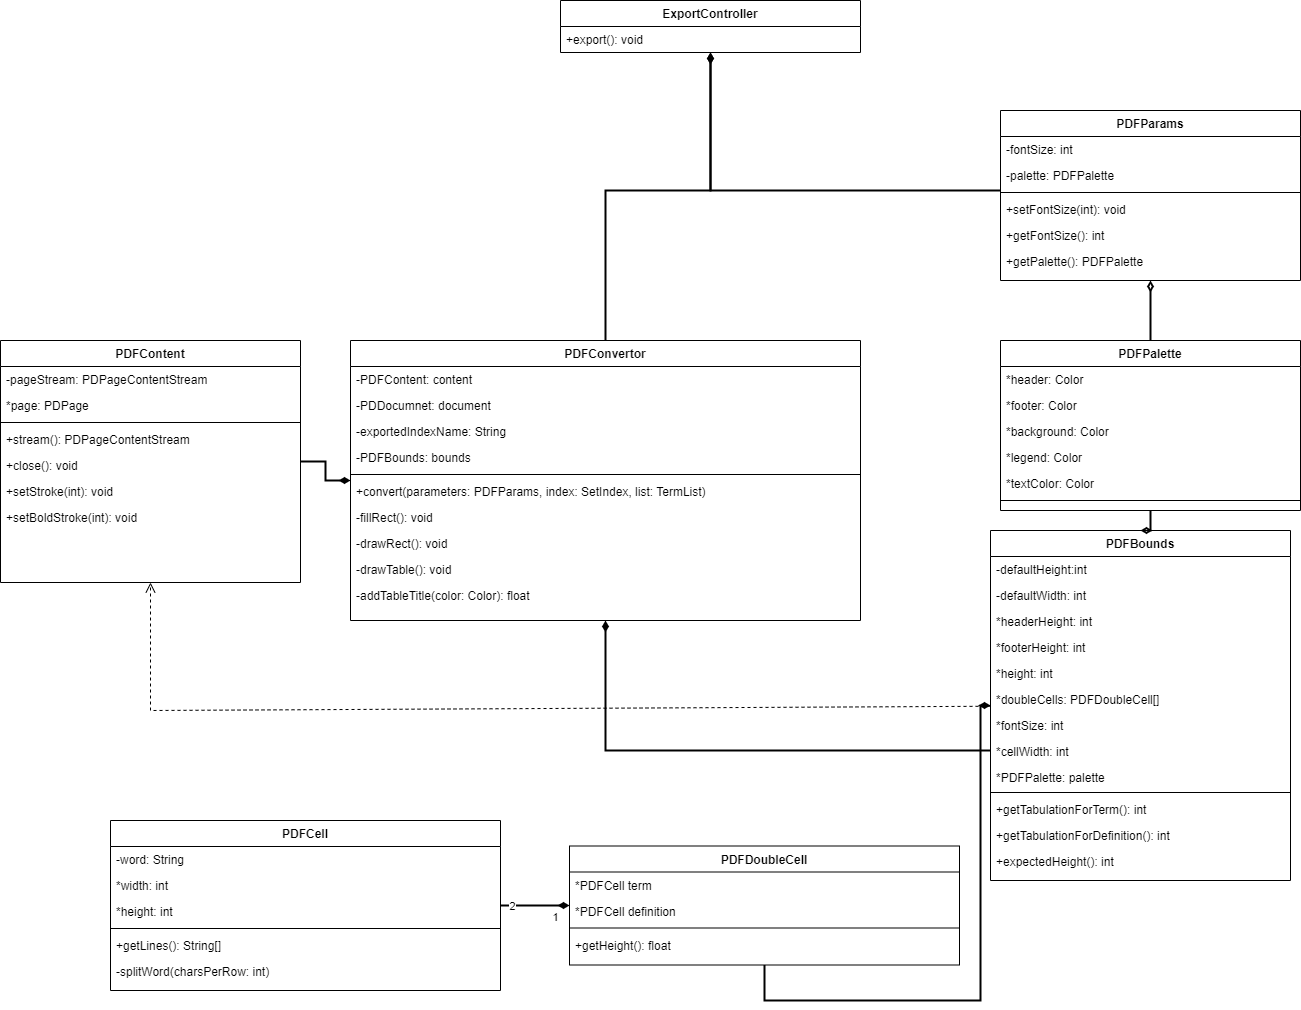 ExportController
+export(): void
PDFParams
-fontSize: int
-palette: PDFPalette
+setFontSize(int): void
+getFontSize(): int
+getPalette(): PDFPalette
PDFContent
-pageStream: PDPageContentStream
*page: PDPage
+stream(): PDPageContentStream
+close(): void
+setStroke(int): void
+setBoldStroke(int): void
PDFConvertor
-PDFContent: content
-PDDocumnet: document
-exportedIndexName: String
-PDFBounds: bounds
+convert(parameters: PDFParams, index: SetIndex, list: TermList)
-fillRect(): void
-drawRect(): void
-drawTable(): void
-addTableTitle(color: Color): float
PDFPalette
*header: Color
*footer: Color
*background: Color
*legend: Color
*textColor: Color
PDFBounds
-defaultHeight:int
-defaultWidth: int
*headerHeight: int
*footerHeight: int
*height: int
*doubleCells: PDFDoubleCell[]
*fontSize: int
*cellWidth: int
*PDFPalette: palette
+getTabulationForTerm(): int
+getTabulationForDefinition(): int
+expectedHeight(): int
PDFCell
-word: String
*width: int
*height: int
+getLines(): String[]
-splitWord(charsPerRow: int)
2
1
PDFDoubleCell
*PDFCell term
*PDFCell definition
+getHeight(): float